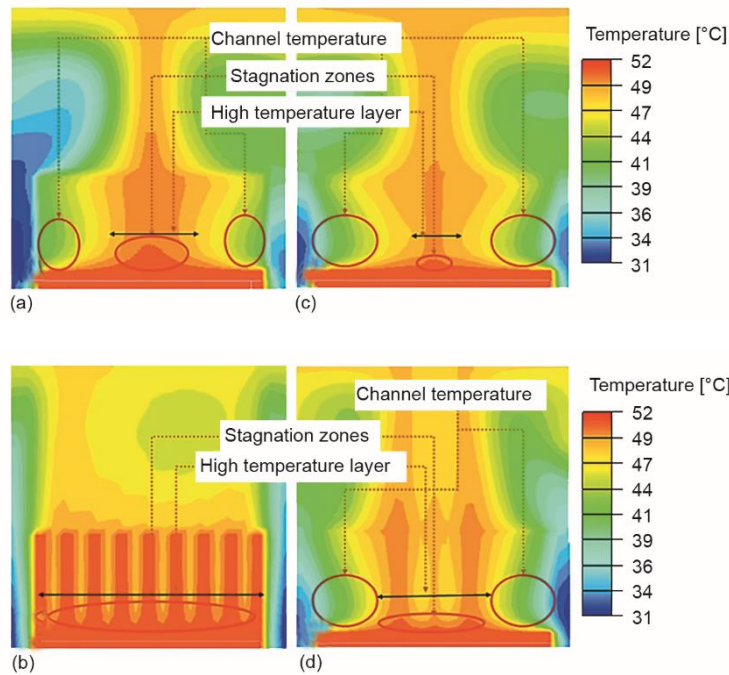 Channel temperature
Stagnation zones
High temperature layer
Temperature [°C]
52
49
47
44
41
39
36
34
31
(a)
(c)
Channel temperature
Stagnation zones
High temperature layer
Temperature [°C]
52
49
47
44
41
39
36
34
31
(b)
(d)